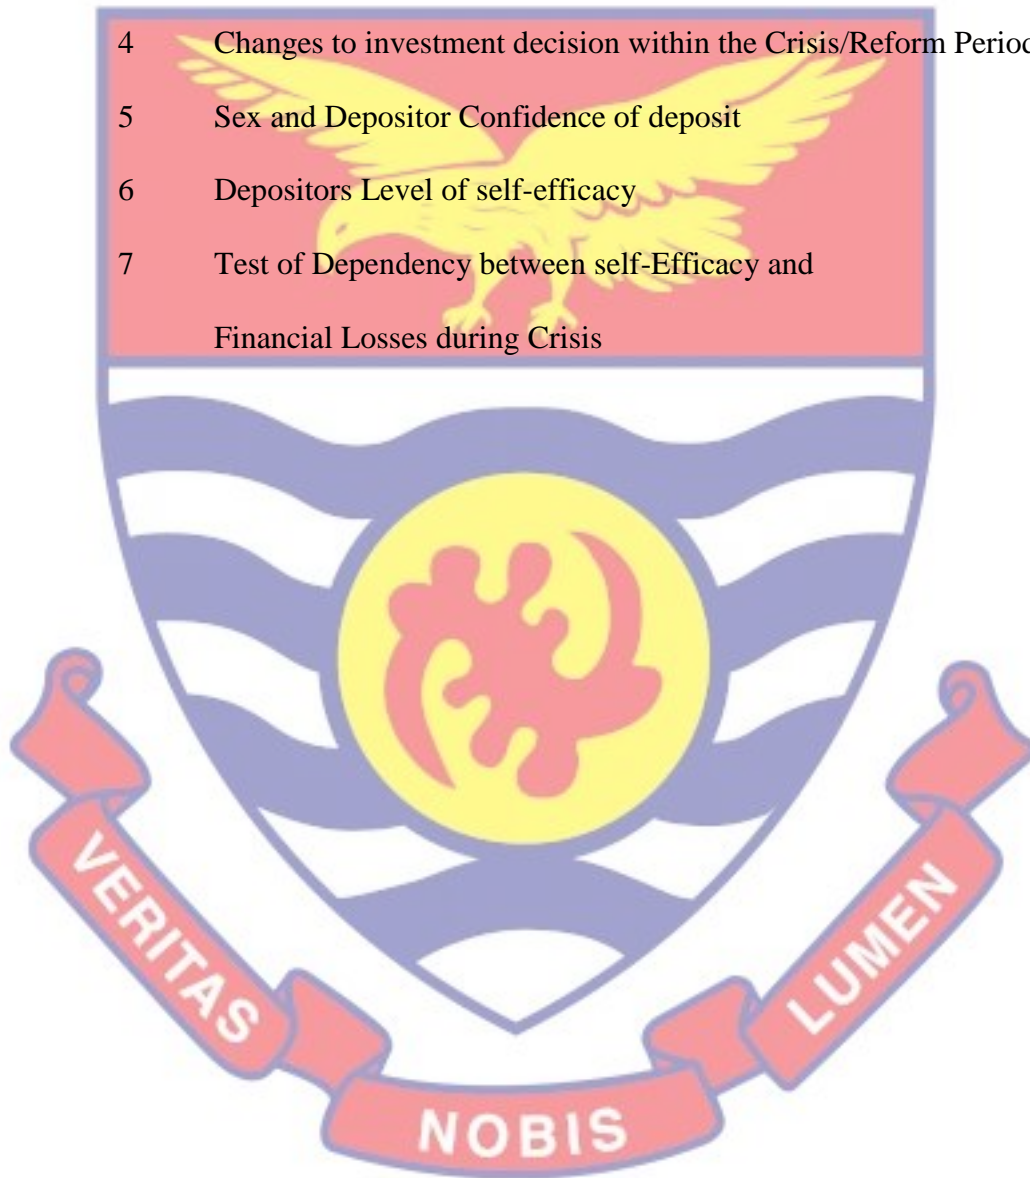 4 Changes to investment decision within the Crisis/Reform Period
5 Sex and Depositor Confidence of deposit
6 Depositors Level of self-efficacy
7 Test of Dependency between self-Efficacy and
Financial Losses during Crisis
VERITAS
NOBIS
LUMEN